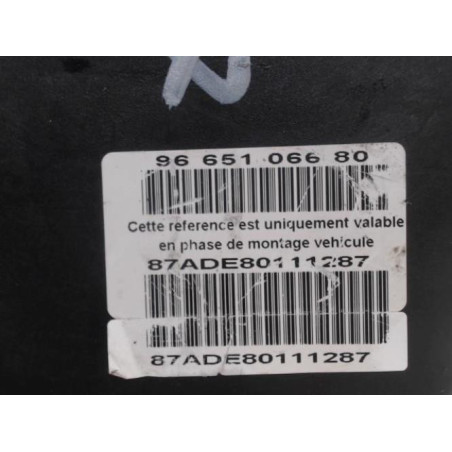 96 651 066 80
Cette reference est uniquement valable
en phase de montage vehicule
87ADE80111287
87ADE80111287